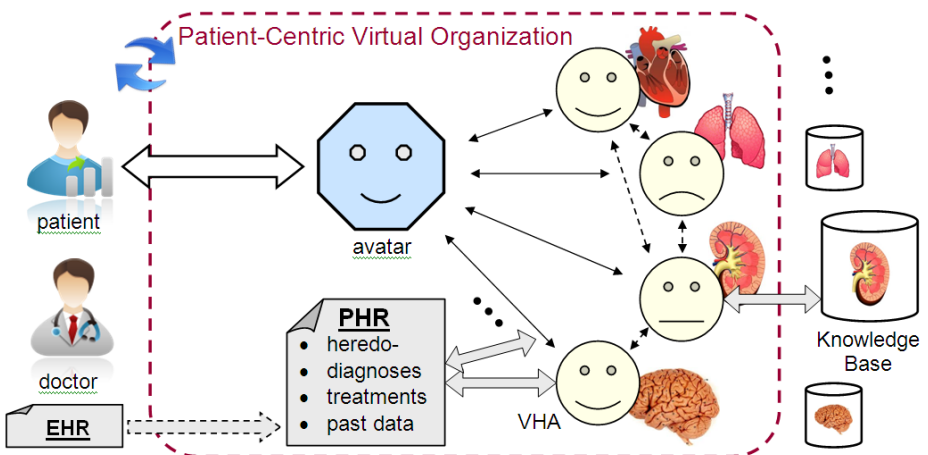 Patient-Centric Virtual Organization
patient
avatar
doctor
EHR
PHR
• heredo-
• diagnoses
• treatments
• past data
VHA
Knowledge
Base